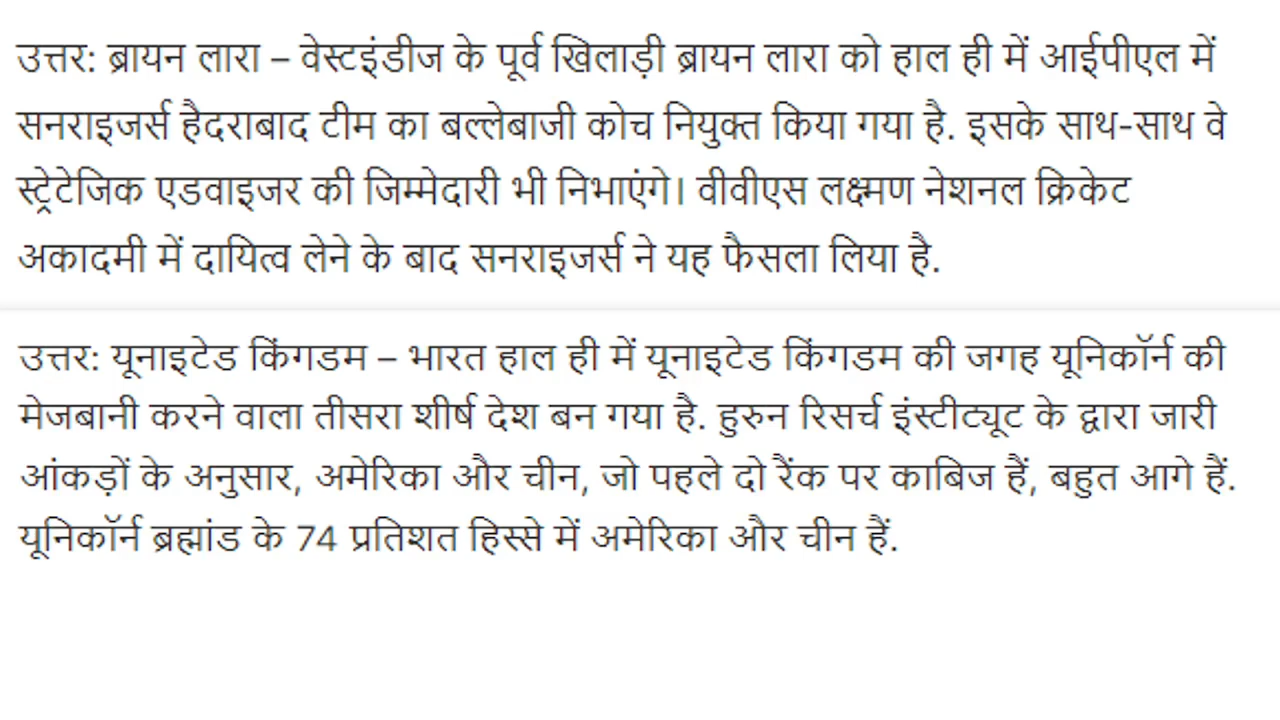 उत्तर: ब्रायन लारा – वेस्टइंडीज के पूर्व खिलाड़ी ब्रायन लारा को हाल ही में आईपीएल में
सनराइजर्स हैदराबाद टीम का बल्लेबाजी कोच नियुक्त किया गया है. इसके साथ-साथ वे
स्ट्रेटेजिक एडवाइजर की जिम्मेदारी भी निभाएंगे। वीवीएस लक्ष्मण नेशनल क्रिकेट
अकादमी में दायित्व लेने के बाद सनराइजर्स ने यह फैसला लिया है.
उत्तर: यूनाइटेड किंगडम – भारत हाल ही में यूनाइटेड किंगडम की जगह यूनिकॉर्न की
मेजबानी करने वाला तीसरा शीर्ष देश बन गया है. हुरुन रिसर्च इंस्टीट्यूट के द्वारा जारी
आंकड़ों के अनुसार, अमेरिका और चीन, जो पहले दो रैंक पर काबिज हैं, बहुत आगे हैं.
यूनिकॉर्न ब्रह्मांड के 74 प्रतिशत हिस्से में अमेरिका और चीन हैं.